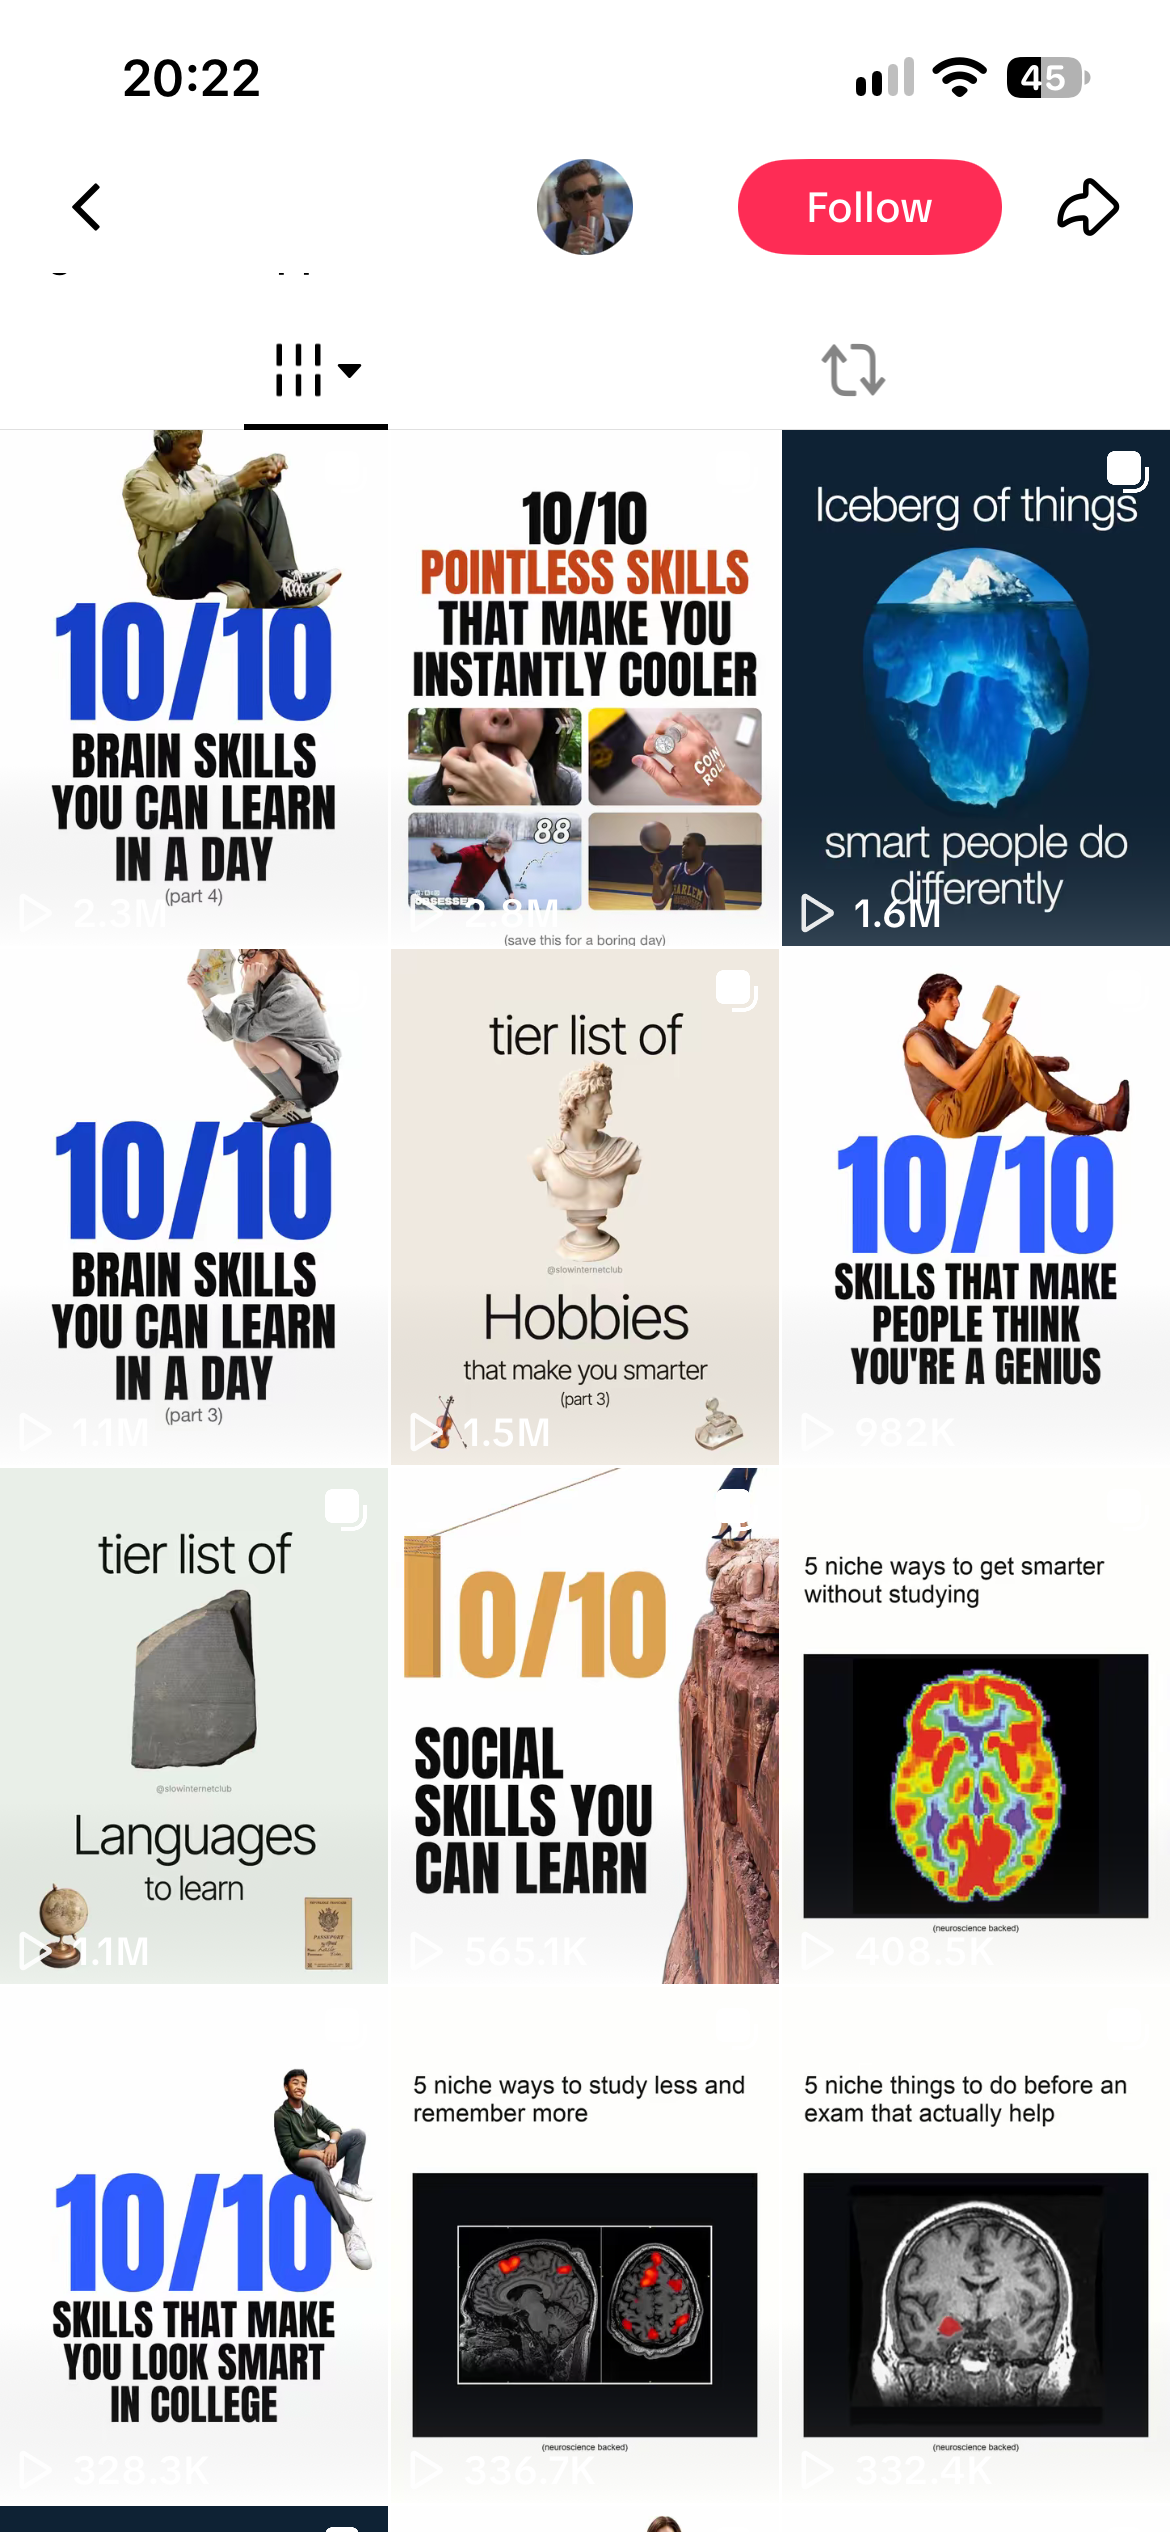 20:22
45
Follow
10/10
BRAIN SKILLS
YOU CAN LEARN
IN A DAY
(part 4)
2.3M
10/10
POINTLESS SKILLS
THAT MAKE YOU
INSTANTLY COOLER
COIN
ROLL
88
OBSESSED
HARLEM
2.8M
(save this for a boring day)
Iceberg of things
smart people do
differently
1.6M
10/10
BRAIN SKILLS
YOU CAN LEARN
IN A DAY
(part 3)
1.1M
tier list of
@slowinternetclub
Hobbies
that make you smarter
(part 3)
1.5M
10/10
SKILLS THAT MAKE
PEOPLE THINK
YOU'RE A GENIUS
982K
tier list of
@slowinternetclub
Languages
to learn
PASSEPORT
1.1M
10/10
SOCIAL
SKILLS YOU
CAN LEARN
565.1K
5 niche ways to get smarter
without studying
(neuroscience backed)
408.5K
10/10
SKILLS THAT MAKE
YOU LOOK SMART
IN COLLEGE
328.3K
5 niche ways to study less and
remember more
(neuroscience backed)
336.7K
5 niche things to do before an
exam that actually help
(neuroscience backed)
332.4K